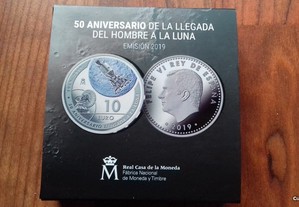 50 ANIVERSARIO DE LA LLEGADA
DEL HOMBRE A LA LUNA
EMISIÓN 2019
10
EURO
FELIPE VI REY DE ESPAÑA
2019
M
Real Casa de la Moneda
Fábrica Nacional
de Moneda y Timbre